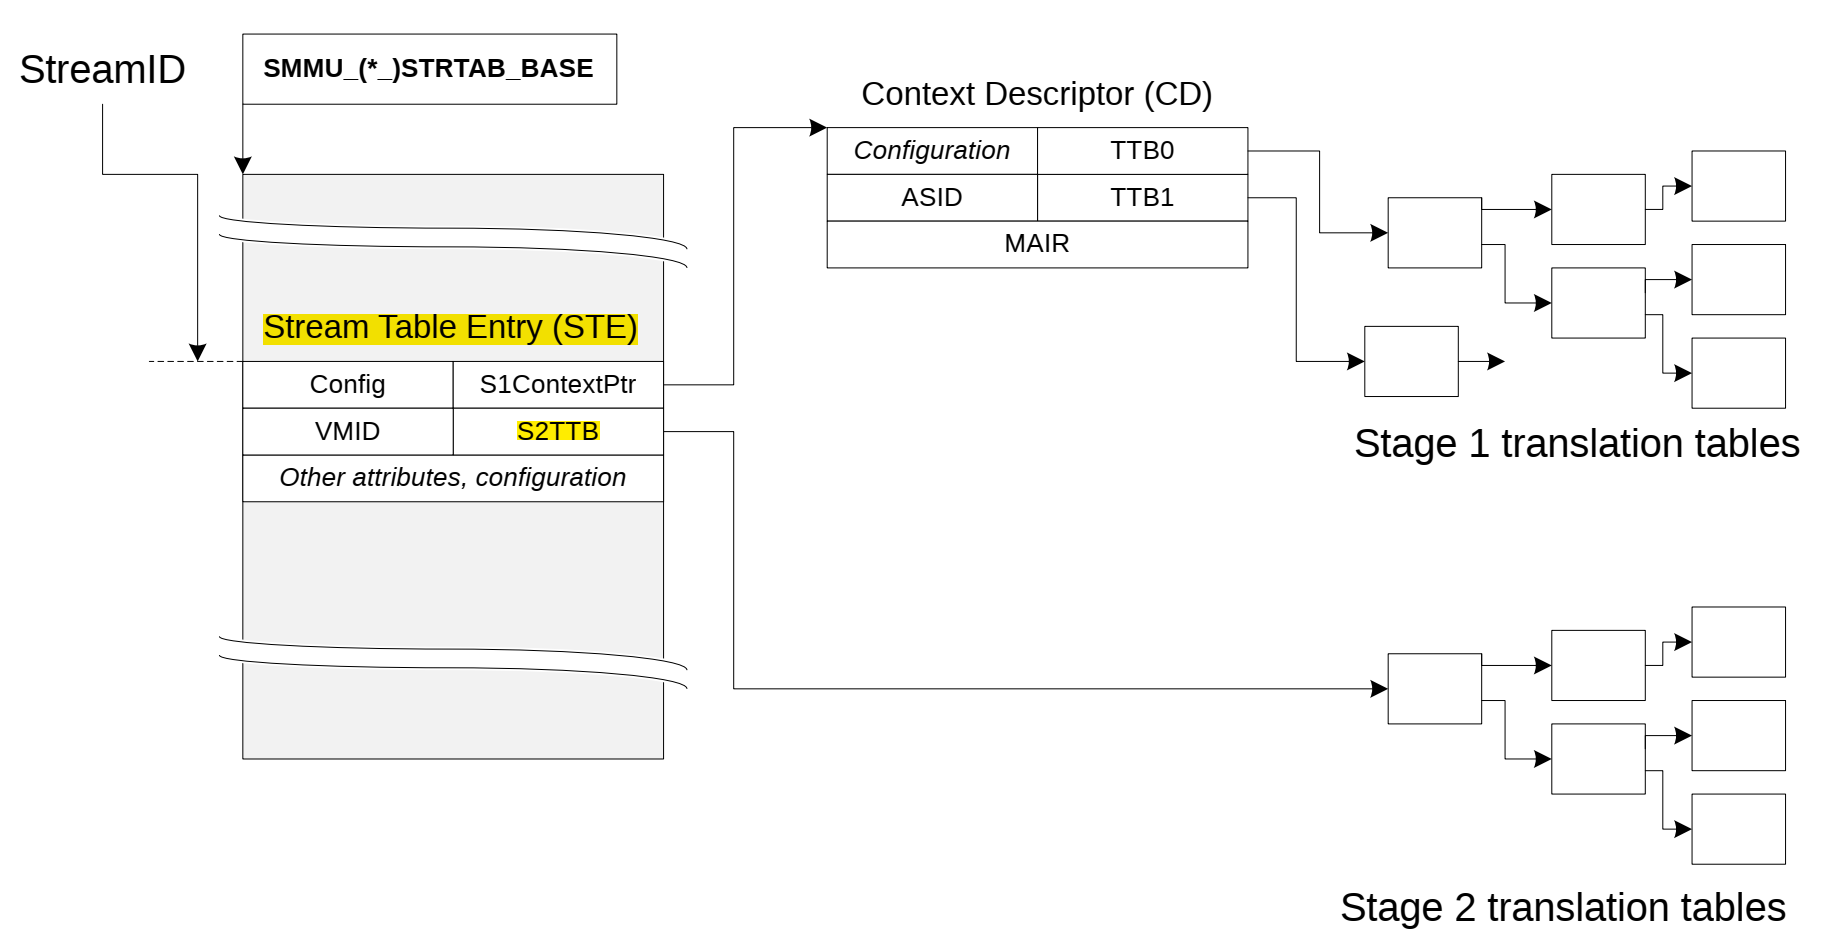 StreamID
SMMU_(*_)STRTAB_BASE
Stream Table Entry (STE)
Config
S1ContextPtr
VMID
S2TTB
Other attributes, configuration
Context Descriptor (CD)
Configuration
TTB0
ASID
TTB1
MAIR
Stage 1 translation tables
Stage 2 translation tables